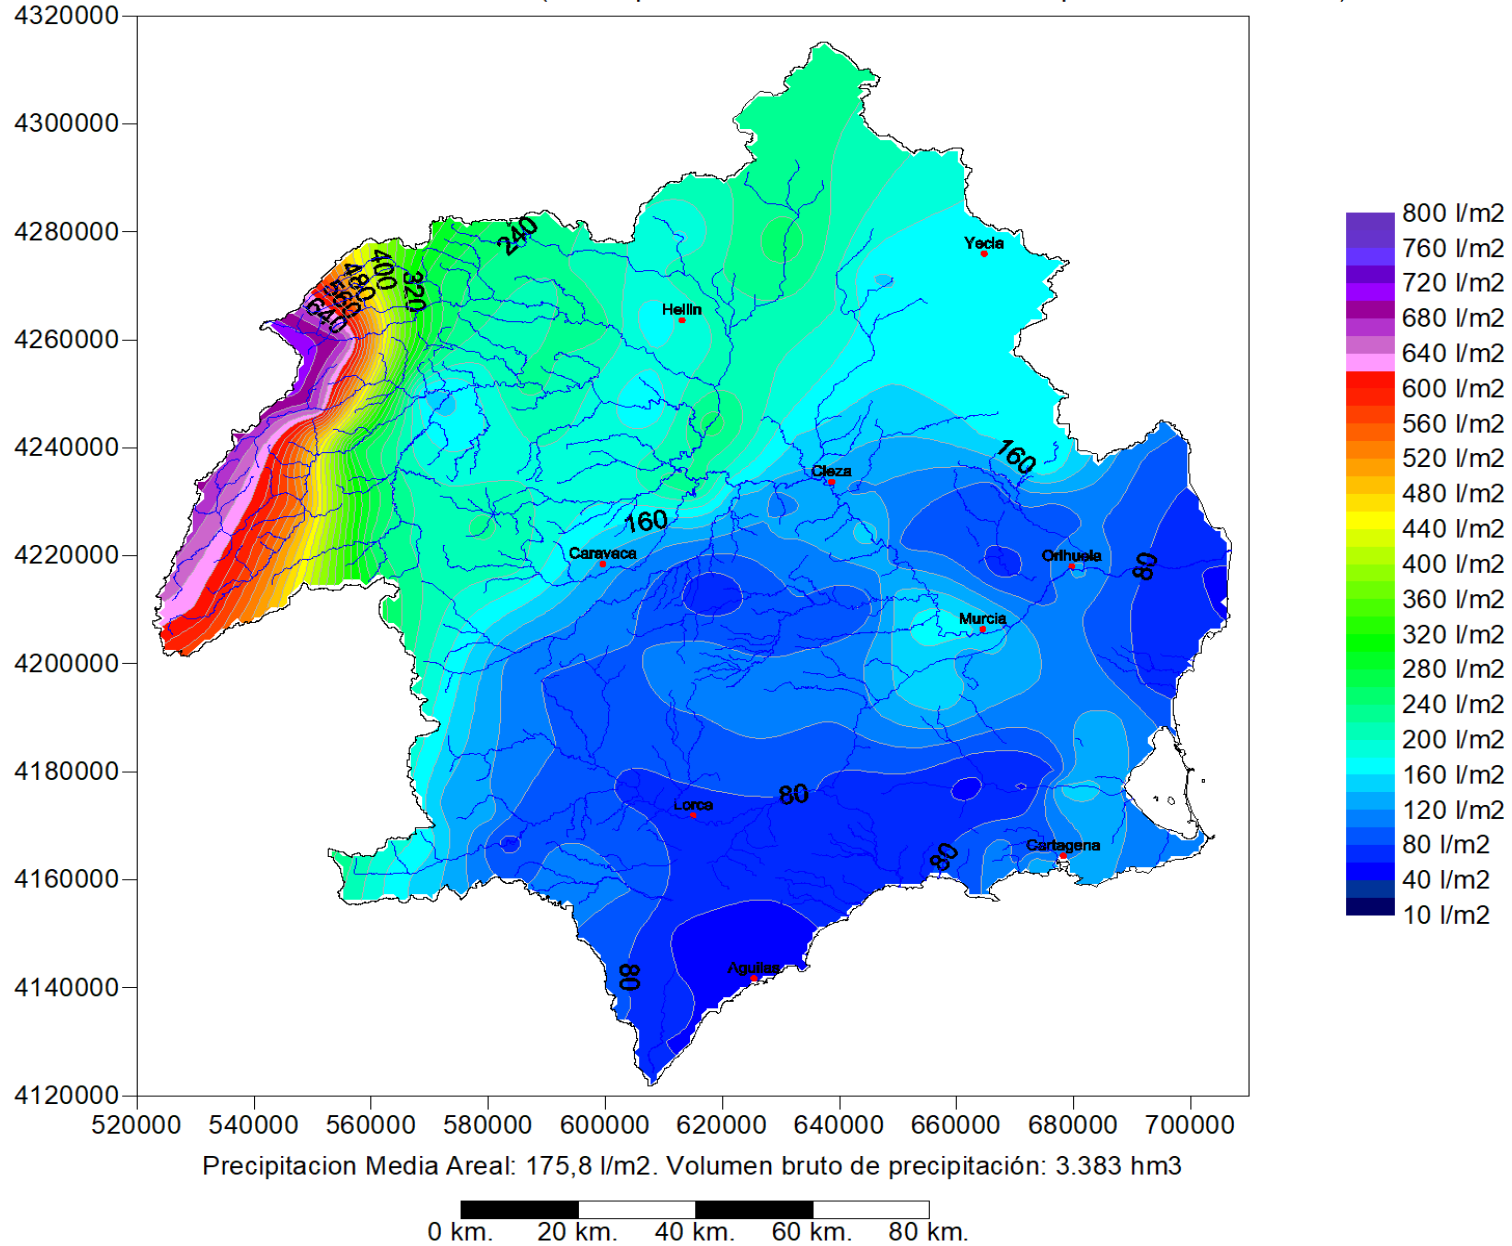 4320000
4300000
4280000
4260000
4240000
4220000
4200000
4180000
4160000
4140000
4120000
520000 540000 560000 580000 600000 620000 640000 660000 680000 700000
240
400
480
560
640
320
Yecla
Hellin
160
Cieza
160
Caravaca
Orihuela
80
Murcia
80
Lorca
80
Cartagena
Aguilas
80
800 l/m2
760 l/m2
720 l/m2
680 l/m2
640 l/m2
600 l/m2
560 l/m2
520 l/m2
480 l/m2
440 l/m2
400 l/m2
360 l/m2
320 l/m2
280 l/m2
240 l/m2
200 l/m2
160 l/m2
120 l/m2
80 l/m2
40 l/m2
10 l/m2
Precipitacion Media Areal: 175,8 l/m2. Volumen bruto de precipitación: 3.383 hm3
0 km. 20 km. 40 km. 60 km. 80 km.